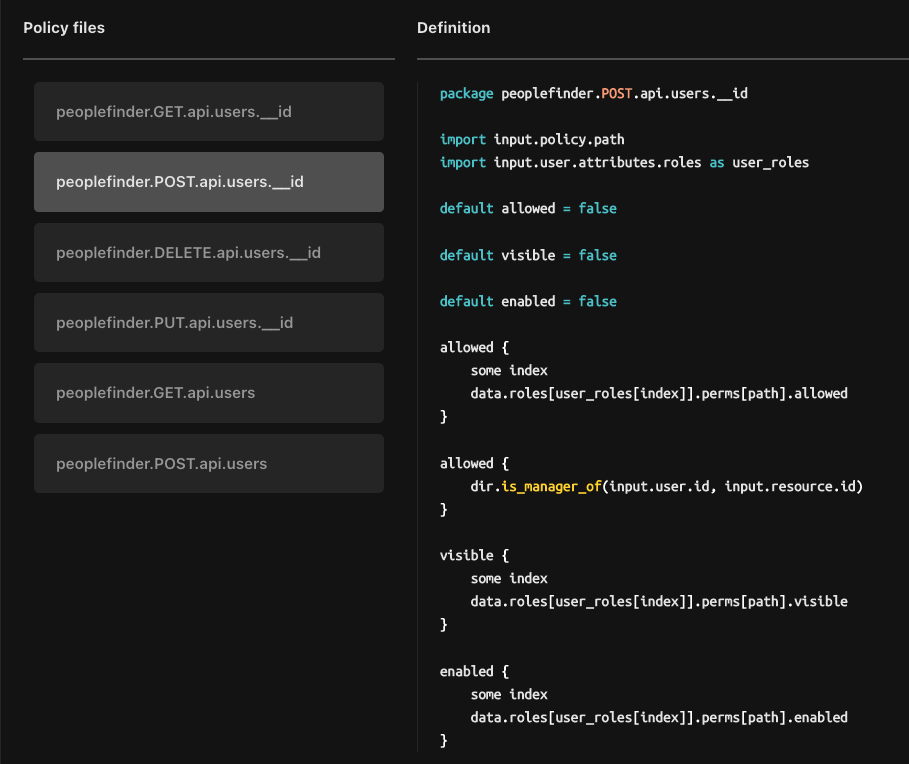 Policy files
peoplefinder.GET.api.users.__id
peoplefinder.POST.api.users.__id
peoplefinder.DELETE.api.users.__id
peoplefinder.PUT.api.users.__id
peoplefinder.GET.api.users
peoplefinder.POST.api.users
Definition
package peoplefinder.POST.api.users.__id

import input.policy.path
import input.user.attributes.roles as user_roles

default allowed = false

default visible = false

default enabled = false

allowed {
    some index
    data.roles[user_roles[index]].perms[path].allowed
}

allowed {
    dir.is_manager_of(input.user.id, input.resource.id)
}

visible {
    some index
    data.roles[user_roles[index]].perms[path].visible
}

enabled {
    some index
    data.roles[user_roles[index]].perms[path].enabled
}